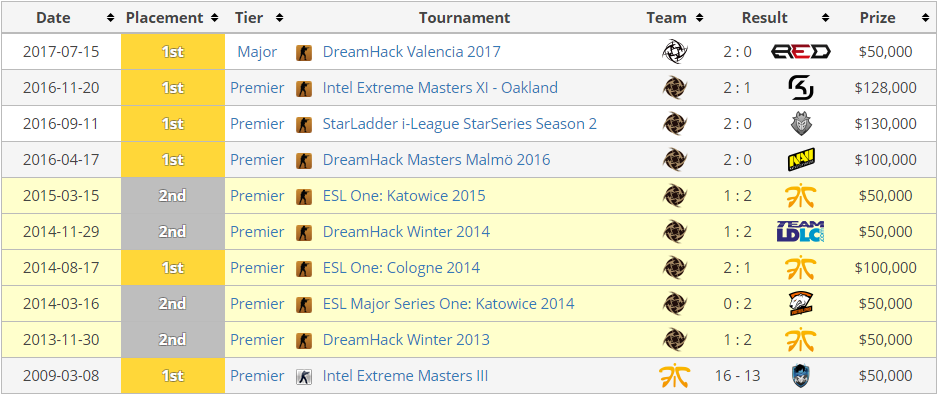 Date Placement Tier Tournament Team Result Prize
2017-07-15 1st Major DreamHack Valencia 2017 2 : 0 RED $50,000
2016-11-20 1st Premier Intel Extreme Masters XI - Oakland 2 : 1 SK $128,000
2016-09-11 1st Premier StarLadder i-League StarSeries Season 2 2 : 0 $130,000
2016-04-17 1st Premier DreamHack Masters Malmö 2016 2 : 0 NAVI $100,000
2015-03-15 2nd Premier ESL One: Katowice 2015 1 : 2 $50,000
2014-11-29 2nd Premier DreamHack Winter 2014 1 : 2 TEAM LDLC.COM $50,000
2014-08-17 1st Premier ESL One: Cologne 2014 2 : 1 $100,000
2014-03-16 2nd Premier ESL Major Series One: Katowice 2014 0 : 2 $50,000
2013-11-30 2nd Premier DreamHack Winter 2013 1 : 2 $50,000
2009-03-08 1st Premier Intel Extreme Masters III 16 - 13 $50,000